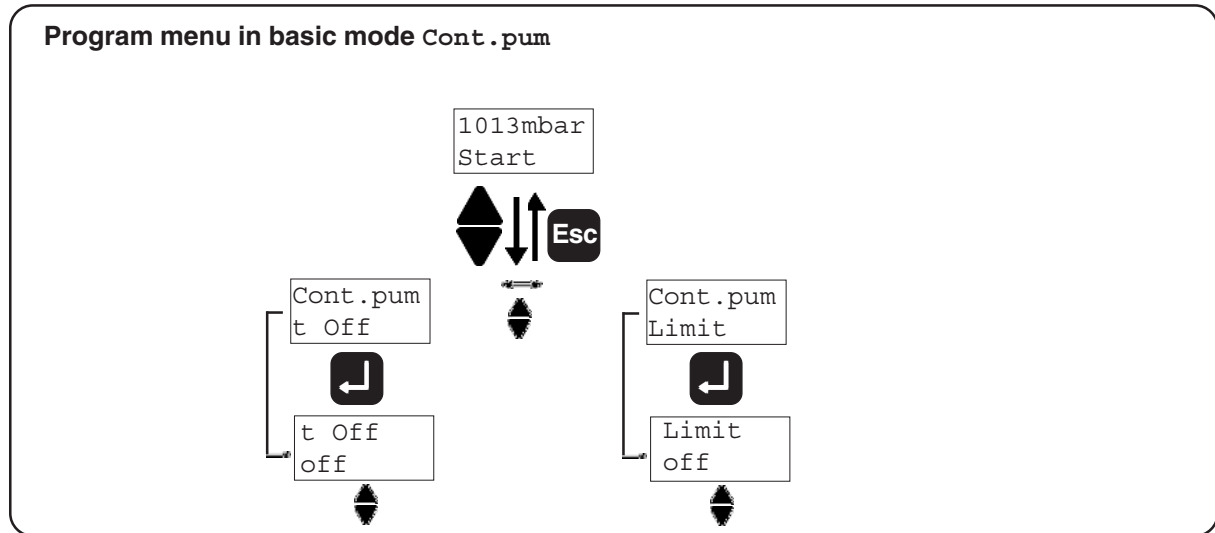 Program menu in basic mode Cont.pum
1013mbar
Start
Esc
Cont.pum
t Off
Cont.pum
Limit
t Off
off
Limit
off